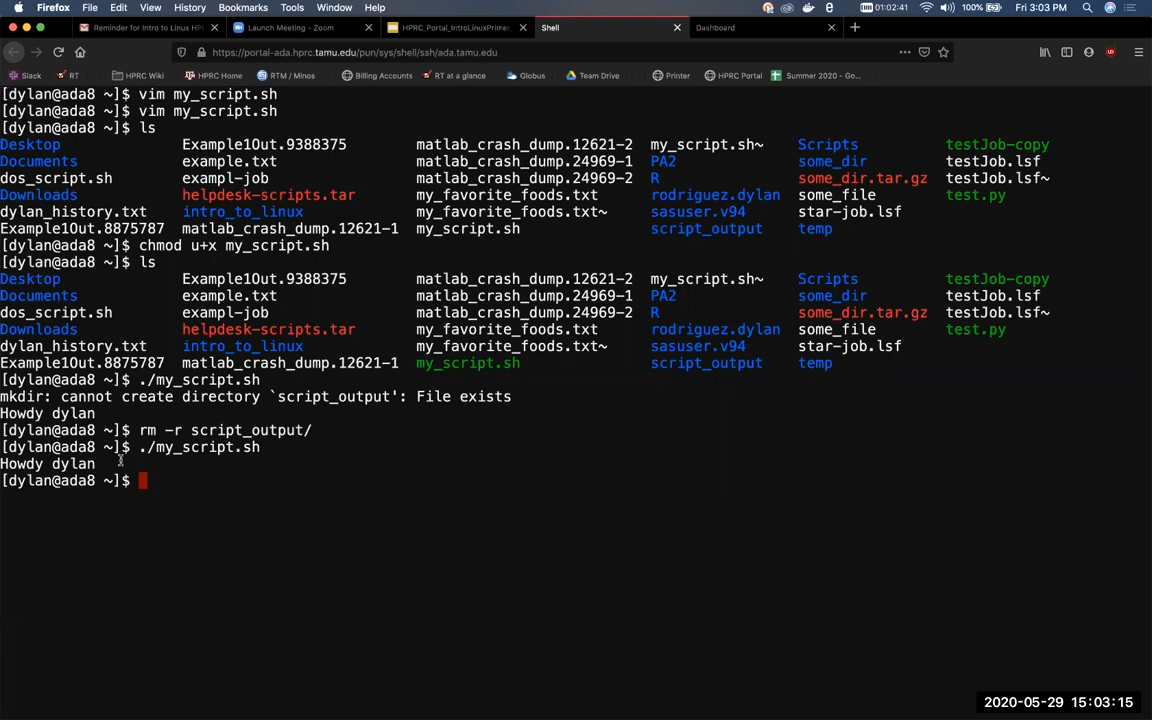 Firefox File Edit View History Bookmarks Tools Window Help 01:02:41 100% Fri 3:03 PM
Reminder for Intro to Linux HP Launch Meeting - Zoom HPRC_Portal_IntroLinuxPrimer_ Shell Dashboard
https://portal-ada.hprc.tamu.edu/pun/sys/shell/ssh/ada.tamu.edu
Slack RT HPRC Wiki HPRC Home RTM / Minos Billing Accounts RT at a glance Globus Team Drive Printer HPRC Portal Summer 2020 - Go...
[dylan@ada8 ~]$ vim my_script.sh
[dylan@ada8 ~]$ vim my_script.sh
[dylan@ada8 ~]$ ls
Desktop Example1Out.9388375 matlab_crash_dump.12621-2 my_script.sh~ Scripts testJob-copy
Documents example.txt matlab_crash_dump.24969-1 PA2 some_dir testJob.lsf
dos_script.sh exampl-job matlab_crash_dump.24969-2 R some_dir.tar.gz testJob.lsf~
Downloads helpdesk-scripts.tar my_favorite_foods.txt rodriguez.dylan some_file test.py
dylan_history.txt intro_to_linux my_favorite_foods.txt~ sasuser.v94 star-job.lsf
Example1Out.8875787 matlab_crash_dump.12621-1 my_script.sh script_output temp
[dylan@ada8 ~]$ chmod u+x my_script.sh
[dylan@ada8 ~]$ ls
Desktop Example1Out.9388375 matlab_crash_dump.12621-2 my_script.sh~ Scripts testJob-copy
Documents example.txt matlab_crash_dump.24969-1 PA2 some_dir testJob.lsf
dos_script.sh exampl-job matlab_crash_dump.24969-2 R some_dir.tar.gz testJob.lsf~
Downloads helpdesk-scripts.tar my_favorite_foods.txt rodriguez.dylan some_file test.py
dylan_history.txt intro_to_linux my_favorite_foods.txt~ sasuser.v94 star-job.lsf
Example1Out.8875787 matlab_crash_dump.12621-1 my_script.sh script_output temp
[dylan@ada8 ~]$ ./my_script.sh
mkdir: cannot create directory `script_output': File exists
Howdy dylan
[dylan@ada8 ~]$ rm -r script_output/
[dylan@ada8 ~]$ ./my_script.sh
Howdy dylan
[dylan@ada8 ~]$
2020-05-29 15:03:15